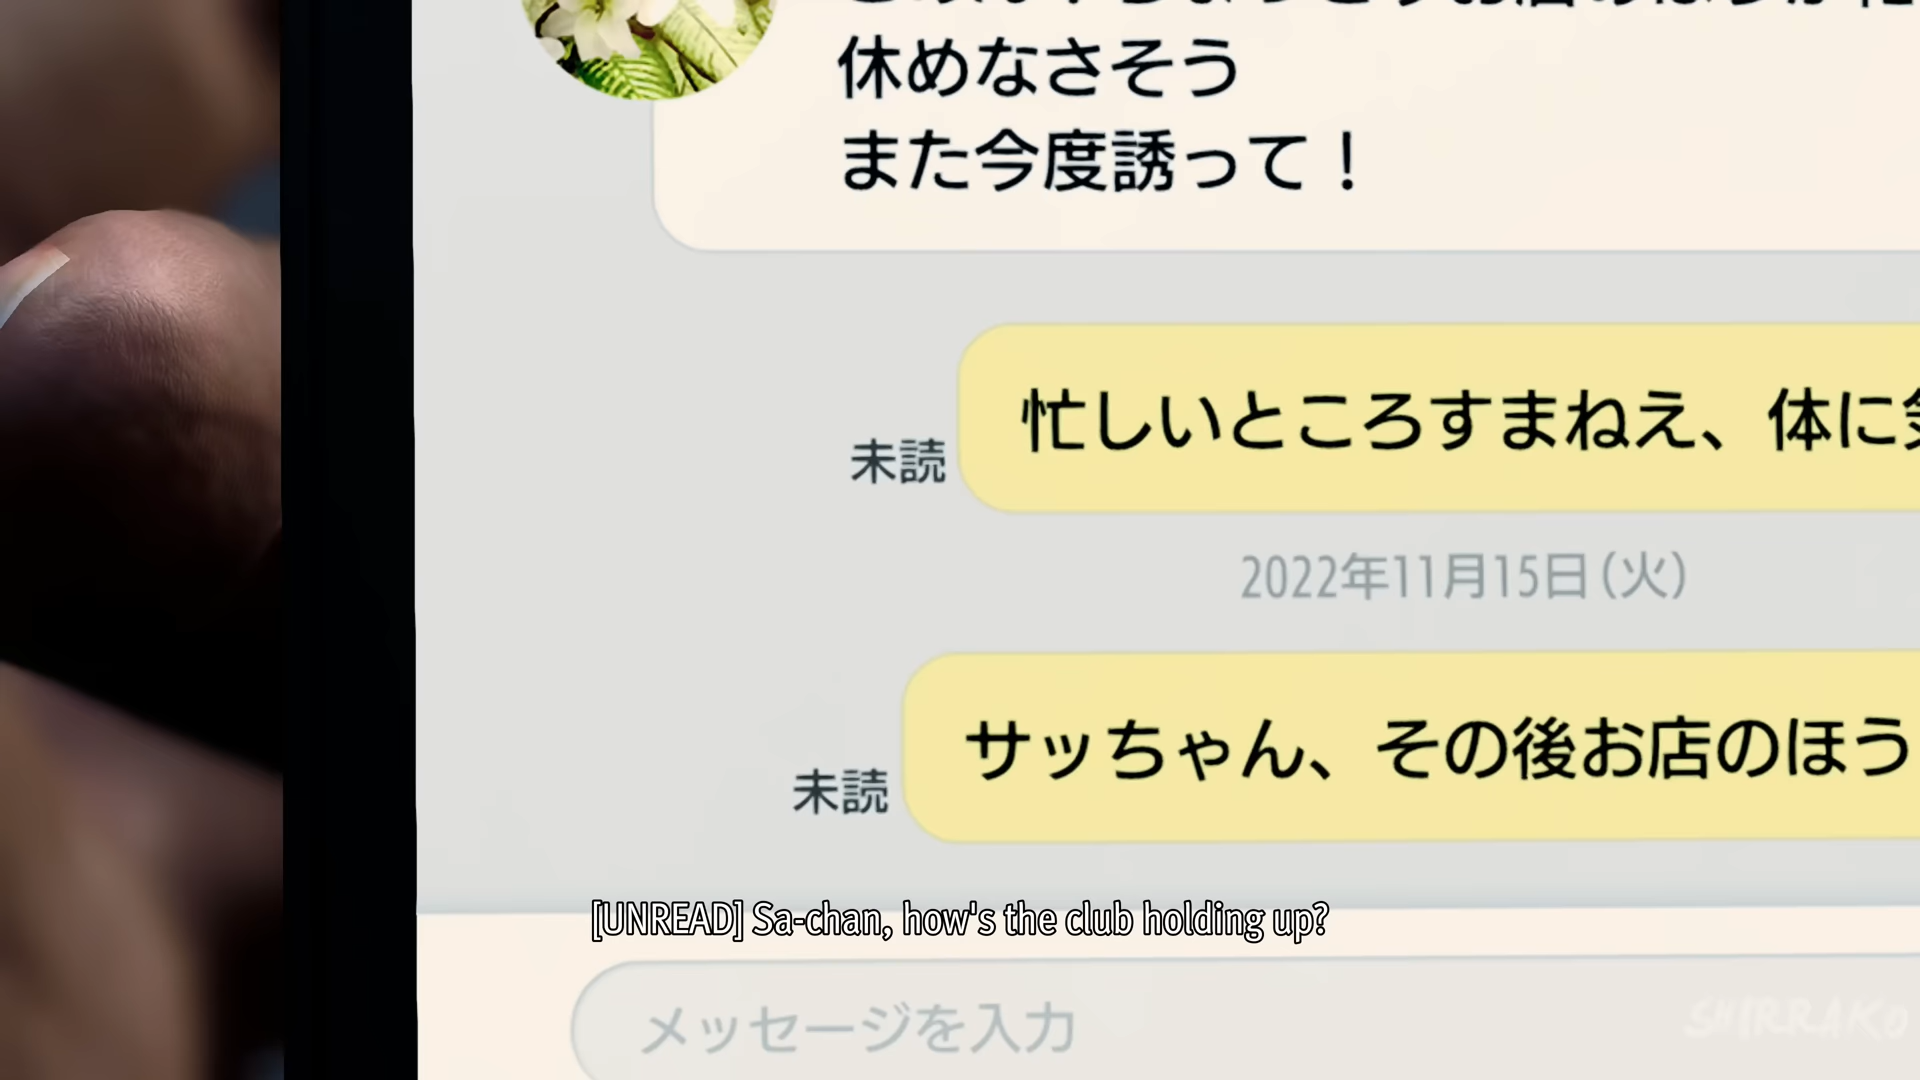 休めなさそう
また今度誘って！
忙しいところすまねえ、体に
未読
2022年11月15日(火)
サッちゃん、その後お店のほう
未読
[UNREAD] Sa-chan, how's the club holding up?
メッセージを入力
SHIRRAKO